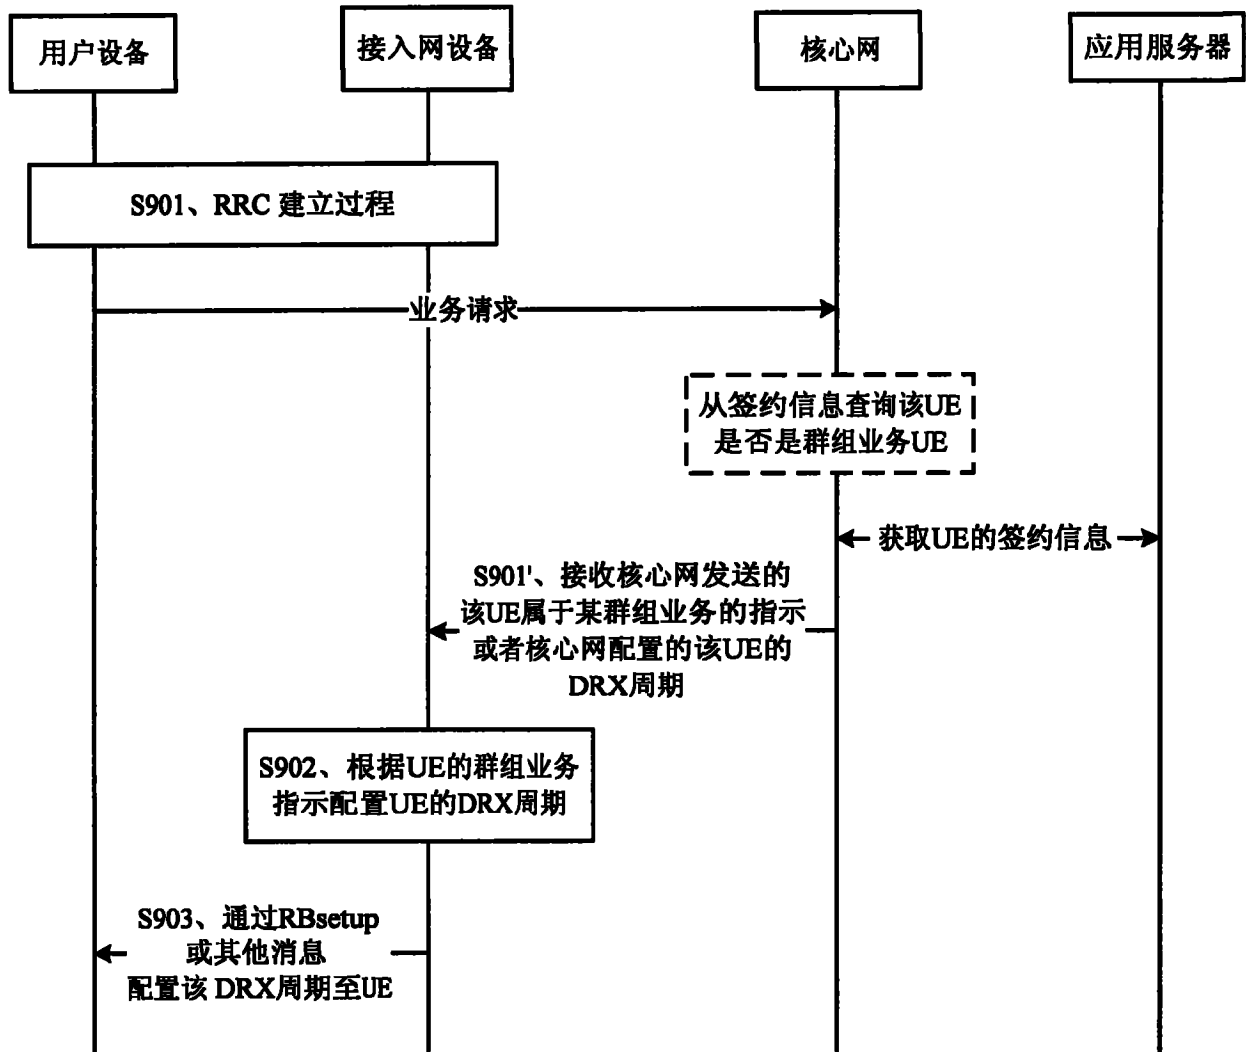 用户设备
接入网设备
核心网
应用服务器
S901、RRC 建立过程
业务请求
从签约信息查询该UE
是否是群组业务UE
获取UE的签约信息
S901'、接收核心网发送的
该UE属于某群组业务的指示
或者核心网配置的该UE的
DRX周期
S902、根据UE的群组业务
指示配置UE的DRX周期
S903、通过RBsetup
或其他消息
配置该 DRX周期至UE